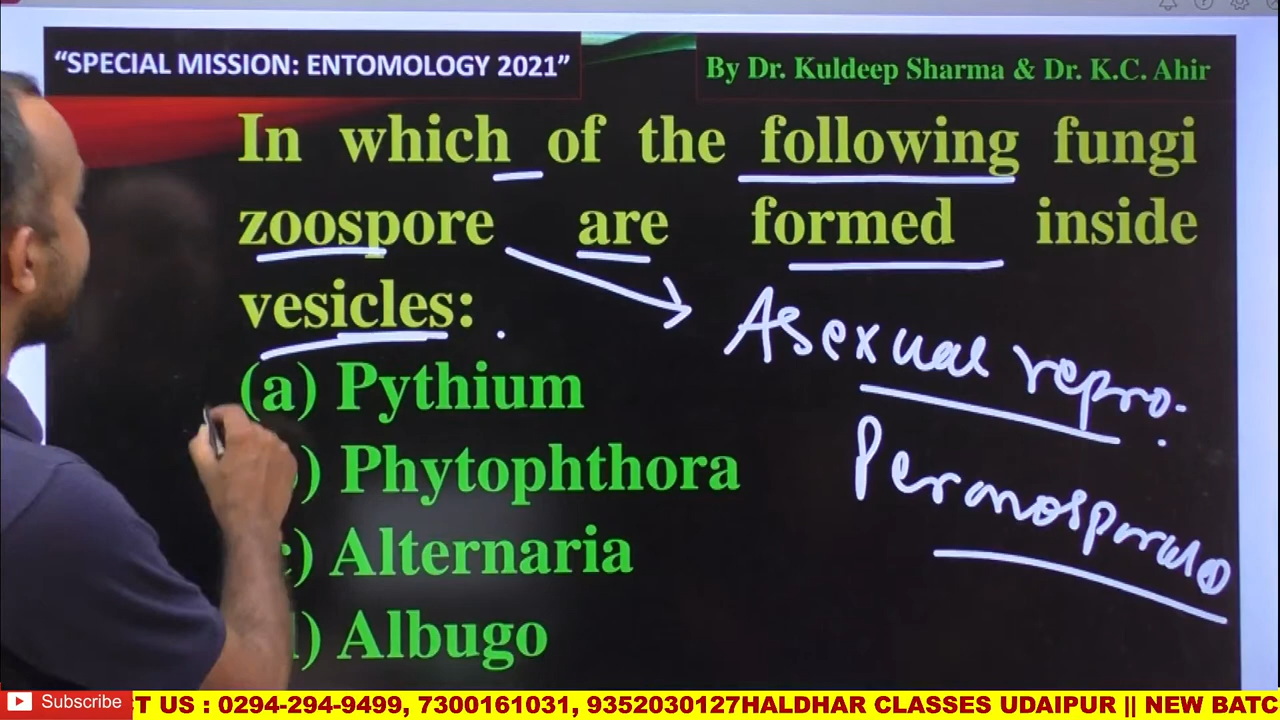 “SPECIAL MISSION: ENTOMOLOGY 2021”
By Dr. Kuldeep Sharma & Dr. K.C. Ahir
In which of the following fungi
zoospore are formed inside
vesicles:
Asexual repro.
(a) Pythium
) Phytophthora
) Alternaria
) Albugo
Subscribe
T US : 0294-294-9499, 7300161031, 9352030127HALDHAR CLASSES UDAIPUR || NEW BATC